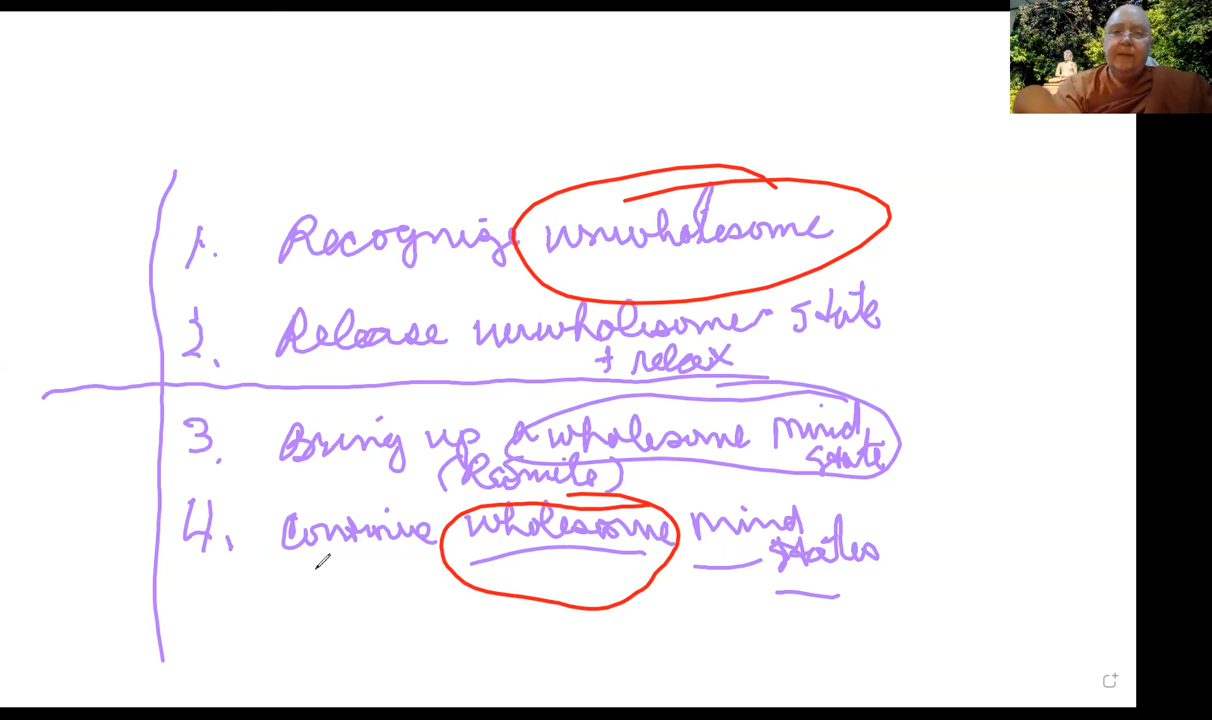 1. Recognize unwholesome
2. Release unwholesome state
+ relax
3. Bring up a wholesome mind state
(Resmile)
4. Continue wholesome mind states